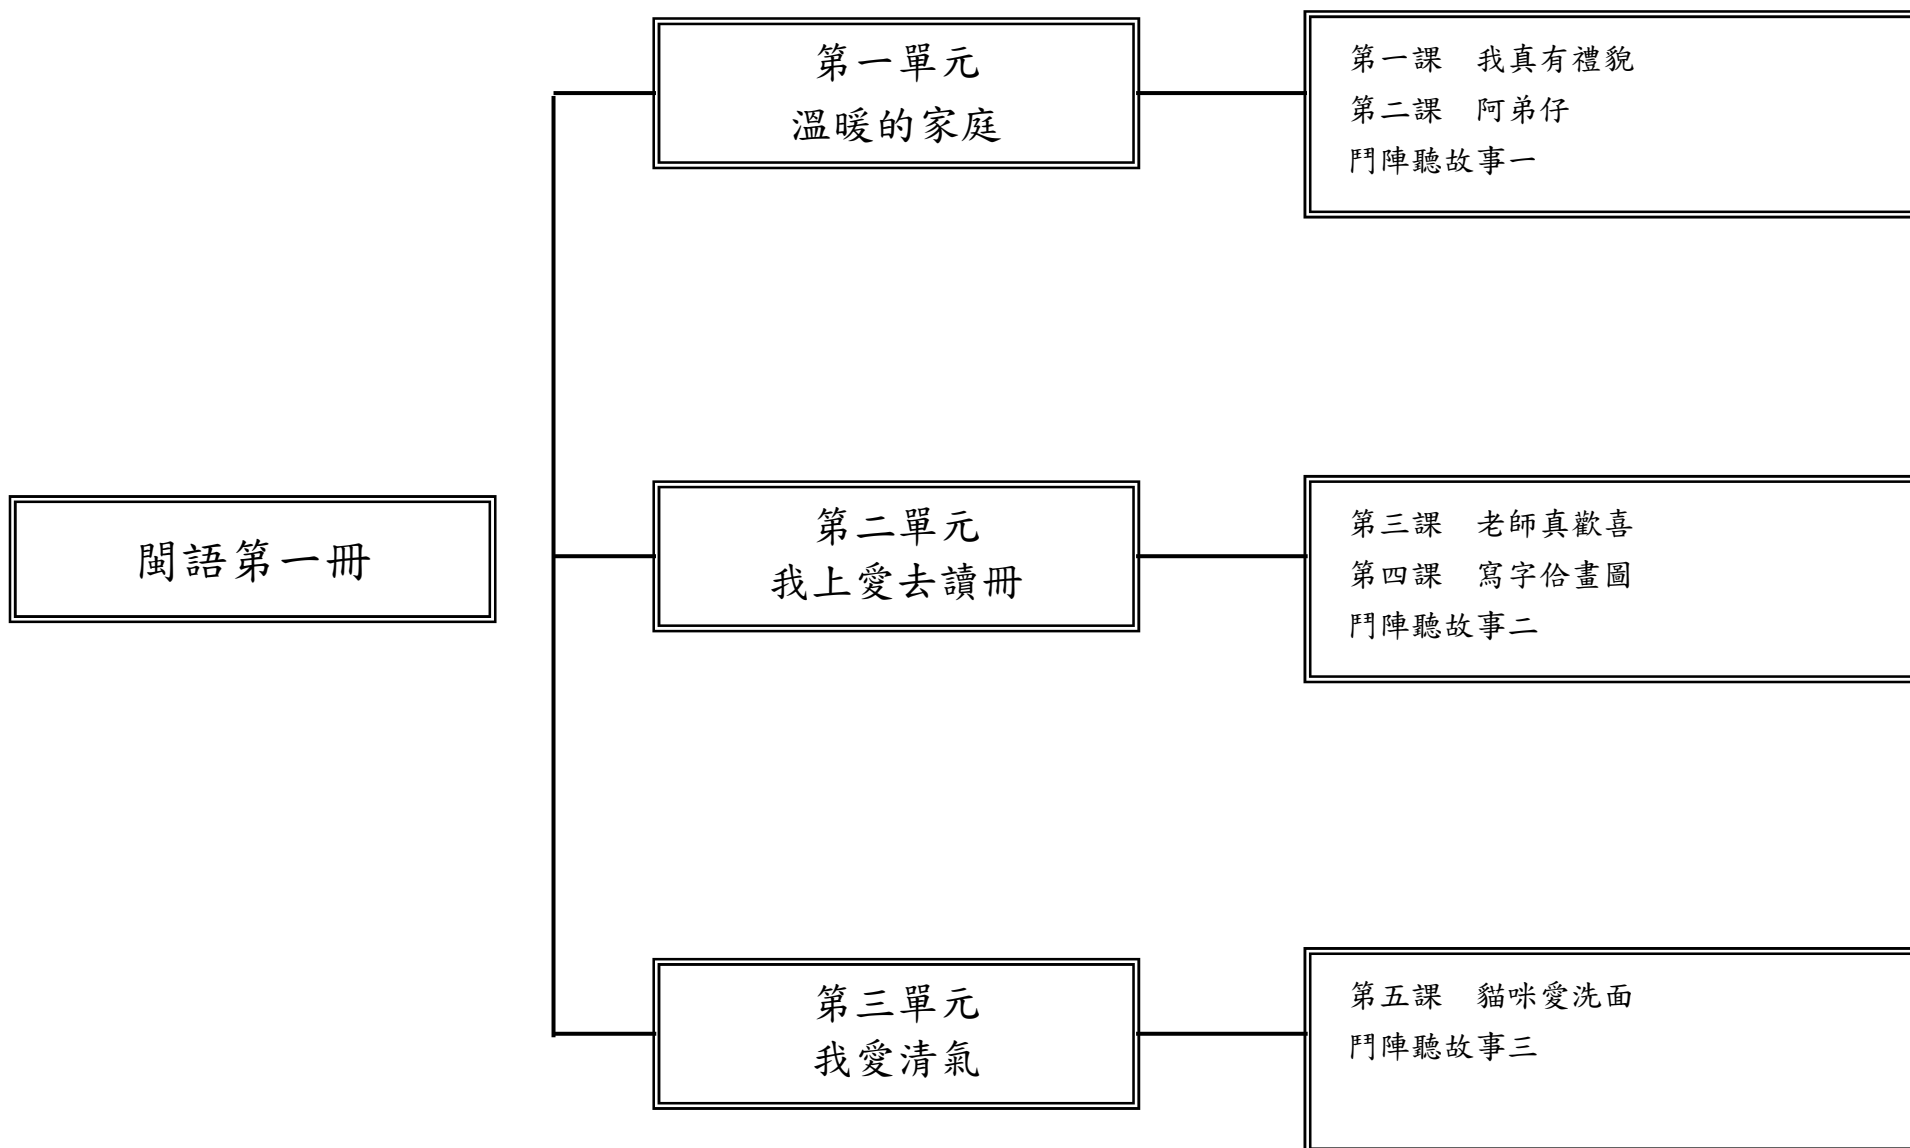 閩語第一冊
第一單元
溫暖的家庭
第一課　我真有禮貌
第二課　阿弟仔
鬥陣聽故事一
第二單元
我上愛去讀冊
第三課　老師真歡喜
第四課　寫字佮畫圖
鬥陣聽故事二
第三單元
我愛清氣
第五課　貓咪愛洗面
鬥陣聽故事三